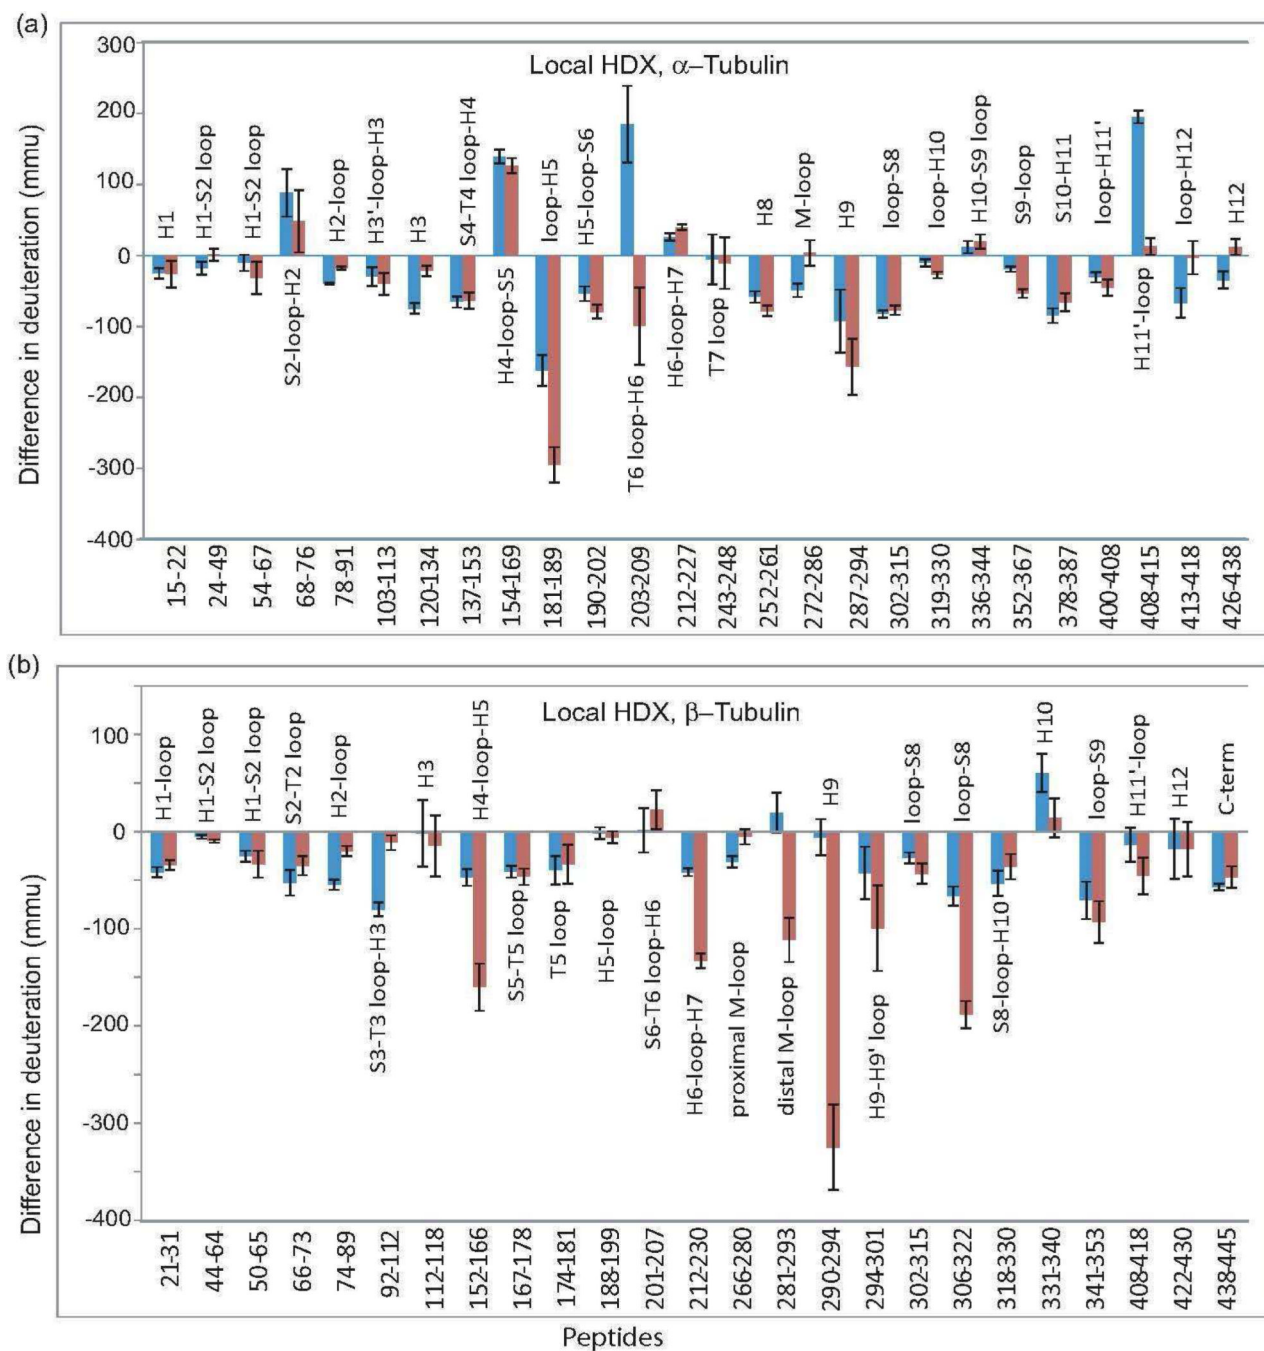 (a)
Local HDX, α–Tubulin
Difference in deuteration (mmu)
300
200
100
0
-100
-200
-300
-400
H1
H1-S2 loop
H1-S2 loop
S2-loop-H2
H2-loop
H3'-loop-H3
H3
S4-T4 loop-H4
H4-loop-S5
loop-H5
H5-loop-S6
T6 loop-H6
H6-loop-H7
T7 loop
H8
M-loop
H9
loop-S8
loop-H10
H10-S9 loop
S9-loop
S10-H11
loop-H11'
H11'-loop
loop-H12
H12
15-22
24-49
54-67
68-76
78-91
103-113
120-134
137-153
154-169
181-189
190-202
203-209
212-227
243-248
252-261
272-286
287-294
302-315
319-330
336-344
352-367
378-387
400-408
408-415
413-418
426-438
(b)
Local HDX, β–Tubulin
Difference in deuteration (mmu)
100
0
-100
-200
-300
-400
H1-loop
H1-S2 loop
H1-S2 loop
S2-T2 loop
H2-loop
S3-T3 loop-H3
H3
H4-loop-H5
S5-T5 loop
T5 loop
H5-loop
S6-T6 loop-H6
H6-loop-H7
proximal M-loop
distal M-loop
H9
H9-H9' loop
loop-S8
loop-S8
S8-loop-H10
H10
loop-S9
H11'-loop
H12
C-term
21-31
44-64
50-65
66-73
74-89
92-112
112-118
152-166
167-178
174-181
188-199
201-207
212-230
266-280
281-293
290-294
294-301
302-315
306-322
318-330
331-340
341-353
408-418
422-430
438-445
Peptides